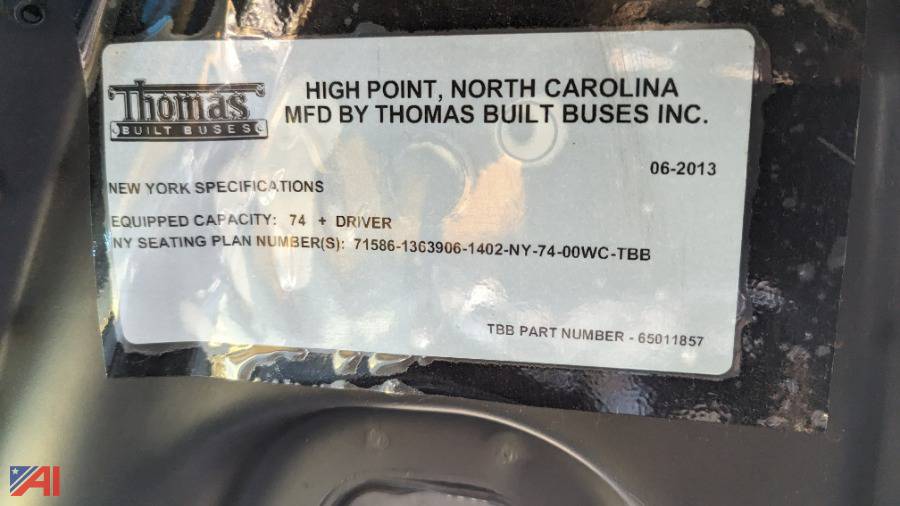 Thomas
BUILT BUSES
HIGH POINT, NORTH CAROLINA
MFD BY THOMAS BUILT BUSES INC.
06-2013
NEW YORK SPECIFICATIONS
EQUIPPED CAPACITY: 74 + DRIVER
NY SEATING PLAN NUMBER(S): 71586-1363906-1402-NY-74-00WC-TBB
TBB PART NUMBER - 65011857
AI